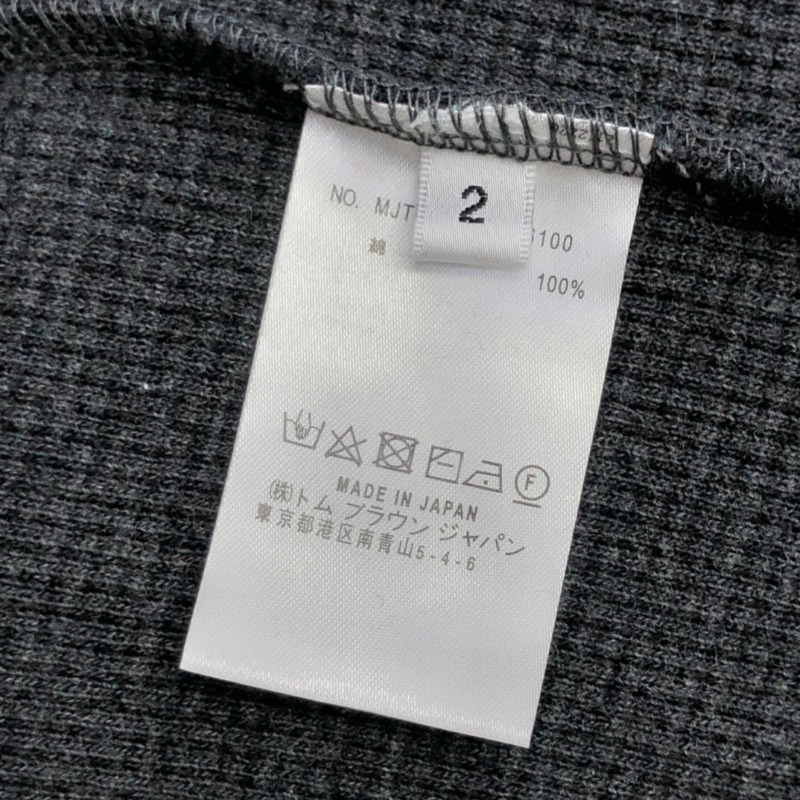 2
NO. MJT 6100
綿
100%
F
MADE IN JAPAN
(株)トム ブラウン ジャパン
東京都港区南青山5-4-6